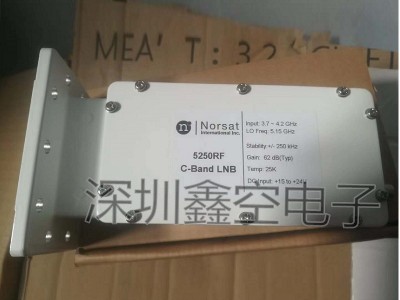 Norsat
International Inc.
5250RF
C-Band LNB
Input: 3.7 ~ 4.2 GHz
LO Freq: 5.15 GHz
Stability +/- 250 kHz
Gain: 62 dB(Typ)
Temp: 25K
DC Input: +15 to +24V
深圳鑫空电子